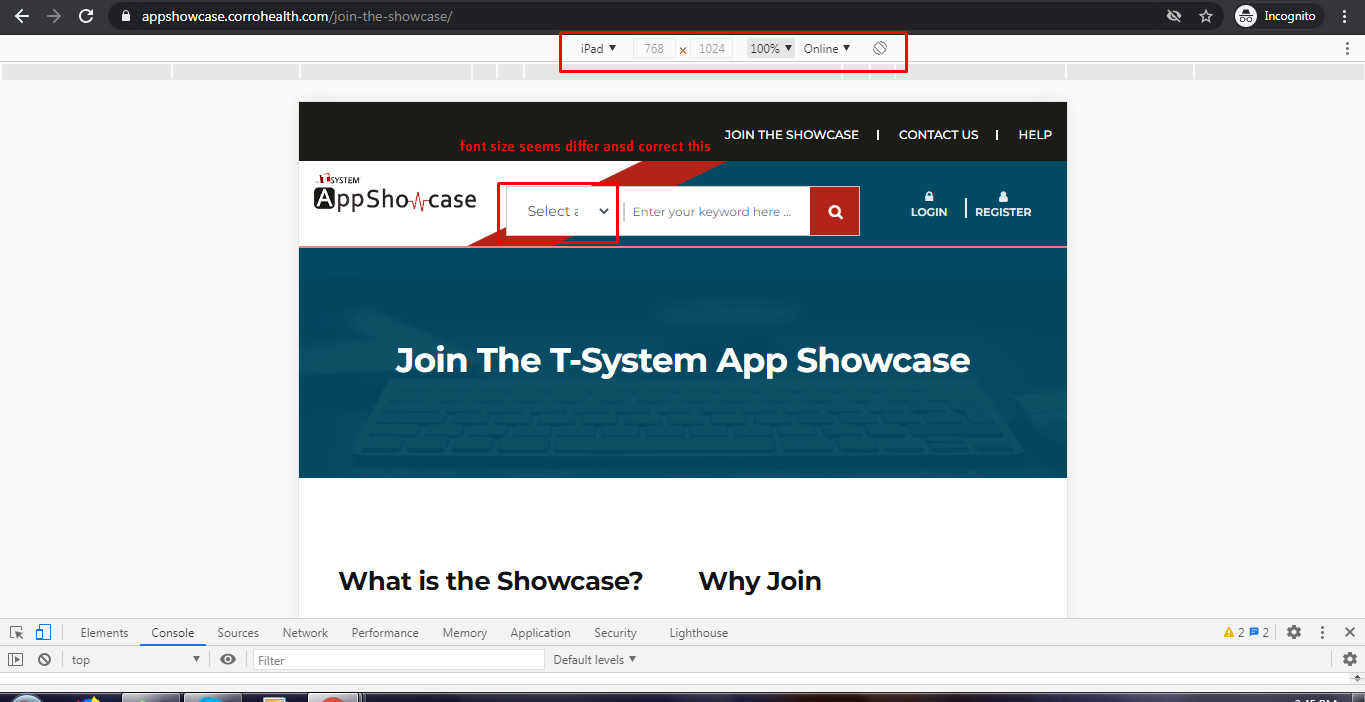 appshowcase.corrohealth.com/join-the-showcase/
Incognito
iPad ▼ 768 × 1024 100% ▼ Online ▼
JOIN THE SHOWCASE | CONTACT US | HELP
font size seems differ ansd correct this
T SYSTEM
AppShowcase
Select a
Enter your keyword here ...
LOGIN | REGISTER
Join The T-System App Showcase
What is the Showcase? Why Join
Elements Console Sources Network Performance Memory Application Security Lighthouse 2 2
top ▼ Filter Default levels ▼